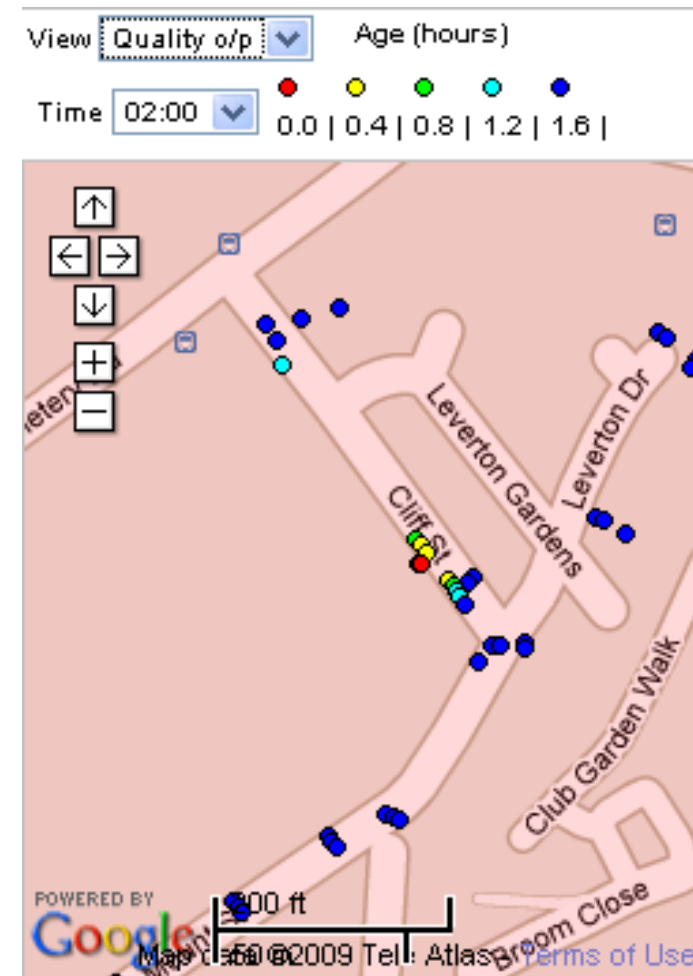 View Quality o/p Age (hours)
Time 02:00
0.0 | 0.4 | 0.8 | 1.2 | 1.6 |
Leverton Dr
Leverton Gardens
Cliff St
Club Garden Walk
Broom Close
POWERED BY
Google
ft
©2009 Tele Atlas - Terms of Use